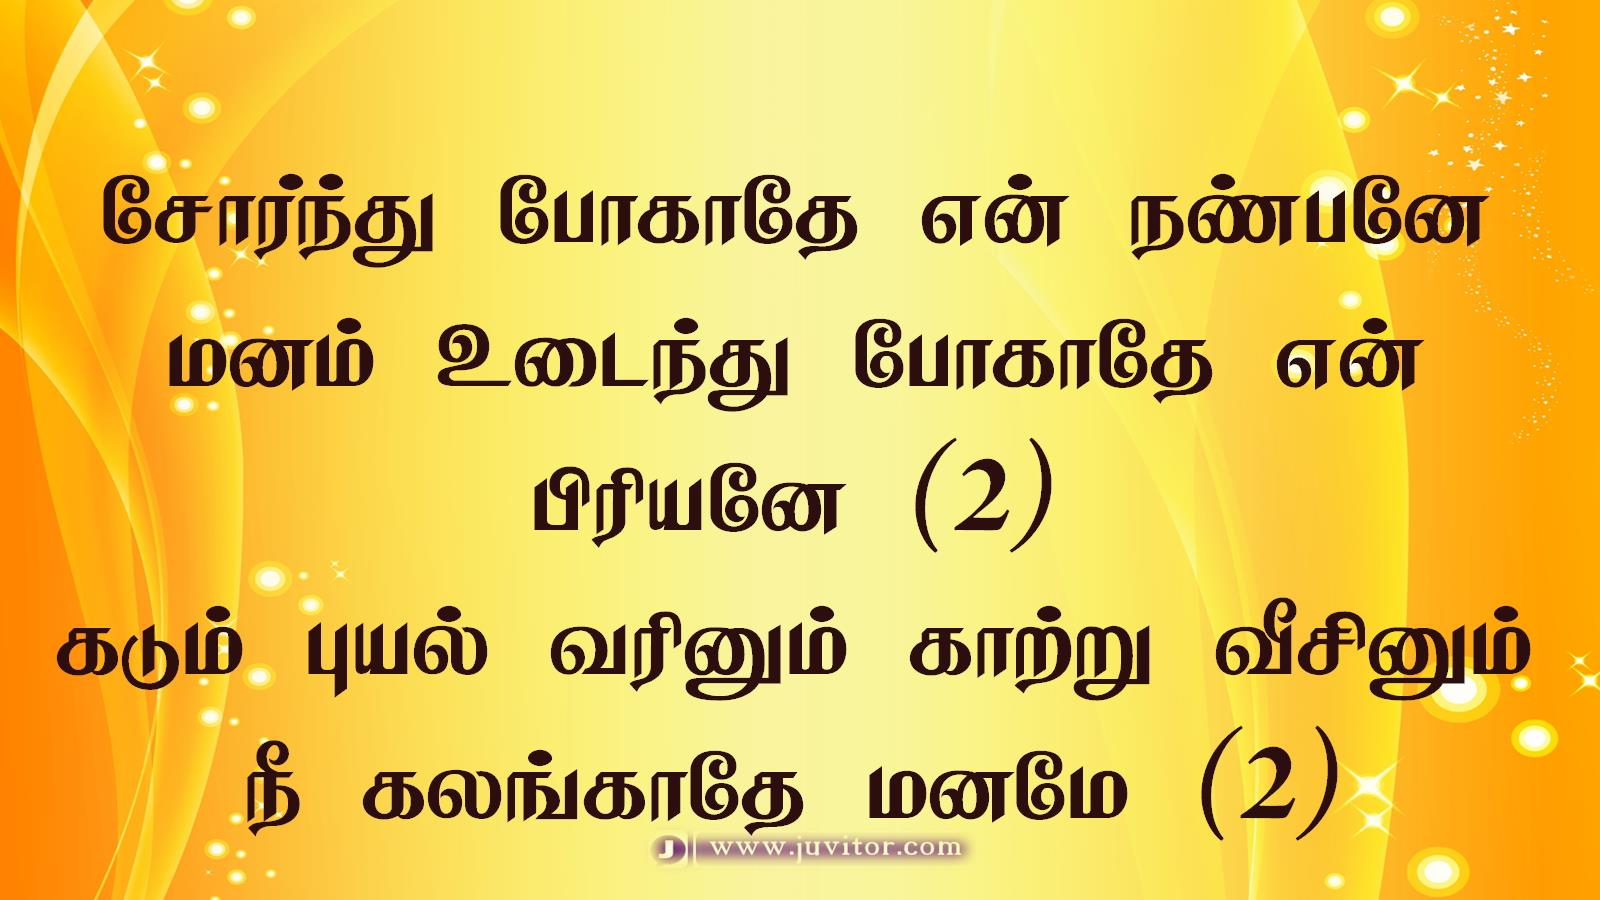 சோர்ந்து போகாதே என் நண்பனே
மனம் உடைந்து போகாதே என்
பிரியனே (2)
கடும் புயல் வரினும் காற்று வீசினும்
நீ கலங்காதே மனமே (2)
J | www.juvitor.com